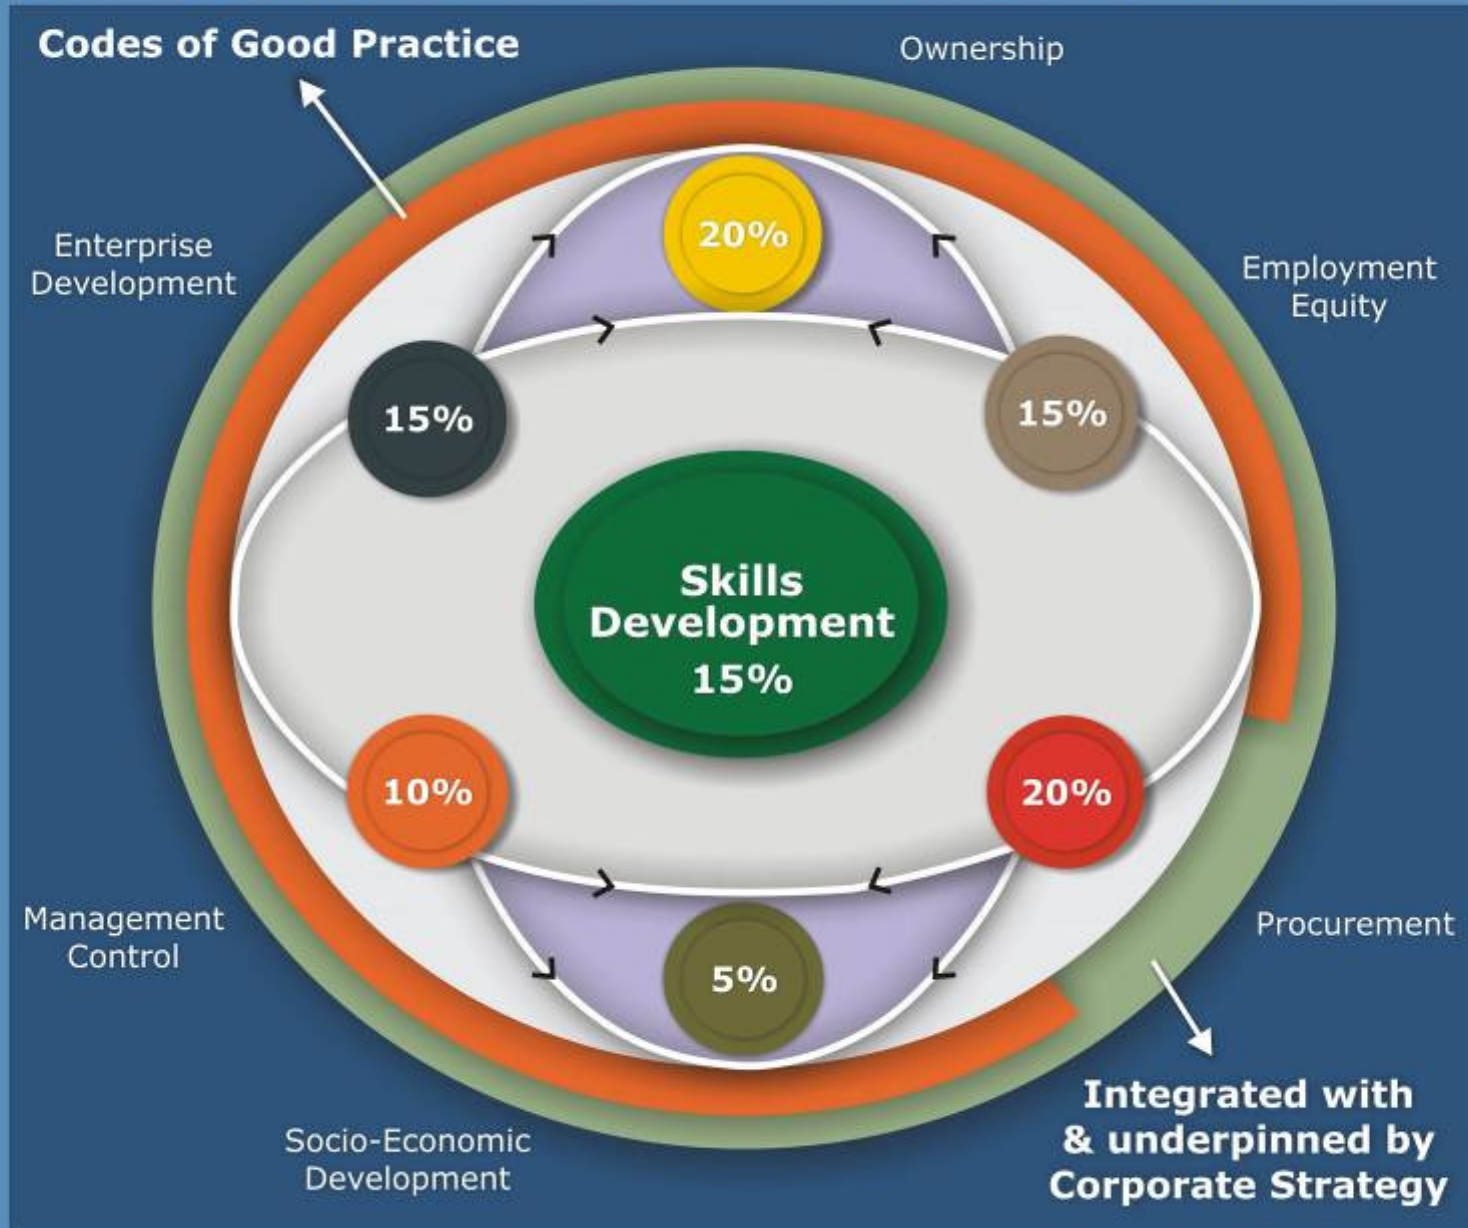 Codes of Good Practice
Ownership
Enterprise
Development
Employment
Equity
20%
15%
15%
Skills
Development
15%
10%
20%
Management
Control
Procurement
5%
Socio-Economic
Development
Integrated with
& underpinned by
Corporate Strategy